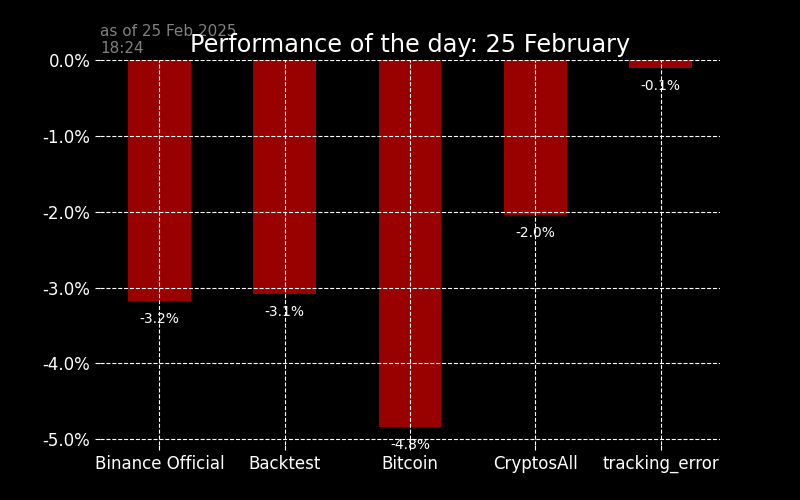 as of 25 Feb 2025
18:24
Performance of the day: 25 February
0.0%
-1.0%
-2.0%
-3.0%
-4.0%
-5.0%
-3.2%
-3.1%
-4.8%
-2.0%
-0.1%
Binance Official
Backtest
Bitcoin
CryptosAll
tracking_error